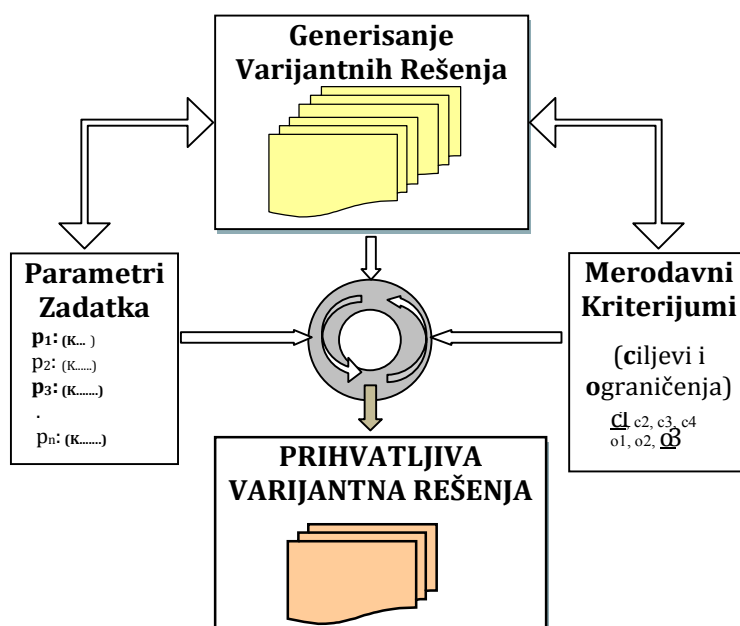 Generisanje
Varijantnih Rešenja
Parametri
Zadatka
p1: (K... )
p2: (K......)
p3: (K.......)
.
pn: (K.......)
Merodavni
Kriterijumi
(ciljevi i
ograničenja)
c1, c2, c3, c4
o1, o2, o3
PRIHVATLJIVA
VARIJANTNA REŠENJA